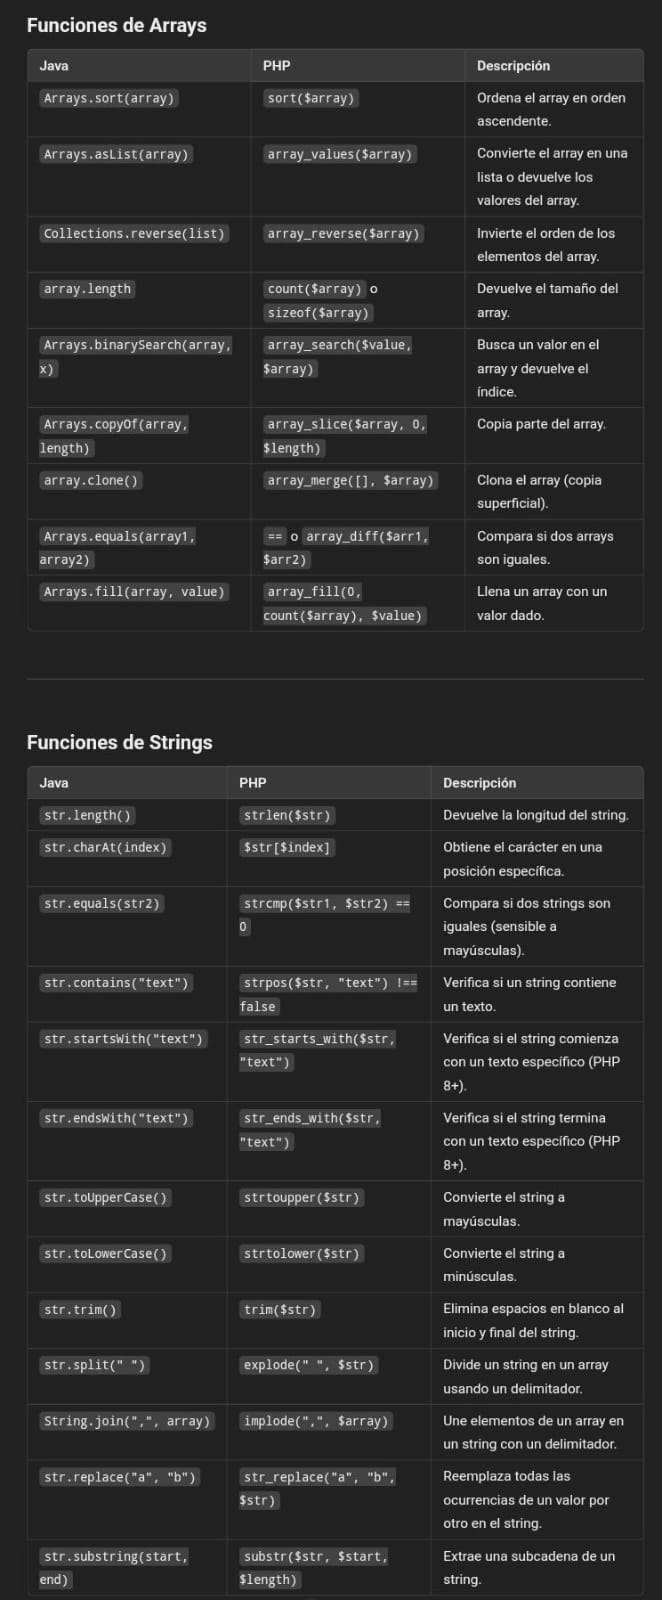 Funciones de Arrays
Java PHP Descripción
Arrays.sort(array) sort($array) Ordena el array en orden
ascendente.
Arrays.asList(array) array_values($array) Convierte el array en una
lista o devuelve los
valores del array.
Collections.reverse(list) array_reverse($array) Invierte el orden de los
elementos del array.
array.length count($array) o Devuelve el tamaño del
sizeof($array) array.
Arrays.binarySearch(array, array_search($value, Busca un valor en el
x) $array) array y devuelve el
índice.
Arrays.copyOf(array, array_slice($array, 0, Copia parte del array.
length) $length)
array.clone() array_merge([], $array) Clona el array (copia
superficial).
Arrays.equals(array1, == o array_diff($arr1, Compara si dos arrays
array2) $arr2) son iguales.
Arrays.fill(array, value) array_fill(0, Llena un array con un
count($array), $value) valor dado.
Funciones de Strings
Java PHP Descripción
str.length() strlen($str) Devuelve la longitud del string.
str.charAt(index) $str[$index] Obtiene el carácter en una
posición específica.
str.equals(str2) strcmp($str1, $str2) == Compara si dos strings son
0 iguales (sensible a
mayúsculas).
str.contains("text") strpos($str, "text") !== Verifica si un string contiene
false un texto.
str.startsWith("text") str_starts_with($str, Verifica si el string comienza
"text") con un texto específico (PHP
8+).
str.endsWith("text") str_ends_with($str, Verifica si el string termina
"text") con un texto específico (PHP
8+).
str.toUpperCase() strtoupper($str) Convierte el string a
mayúsculas.
str.toLowerCase() strtolower($str) Convierte el string a
minúsculas.
str.trim() trim($str) Elimina espacios en blanco al
inicio y final del string.
str.split(" ") explode(" ", $str) Divide un string en un array
usando un delimitador.
String.join(",", array) implode(",", $array) Une elementos de un array en
un string con un delimitador.
str.replace("a", "b") str_replace("a", "b", Reemplaza todas las
$str) ocurrencias de un valor por
otro en el string.
str.substring(start, substr($str, $start, Extrae una subcadena de un
end) $length) string.